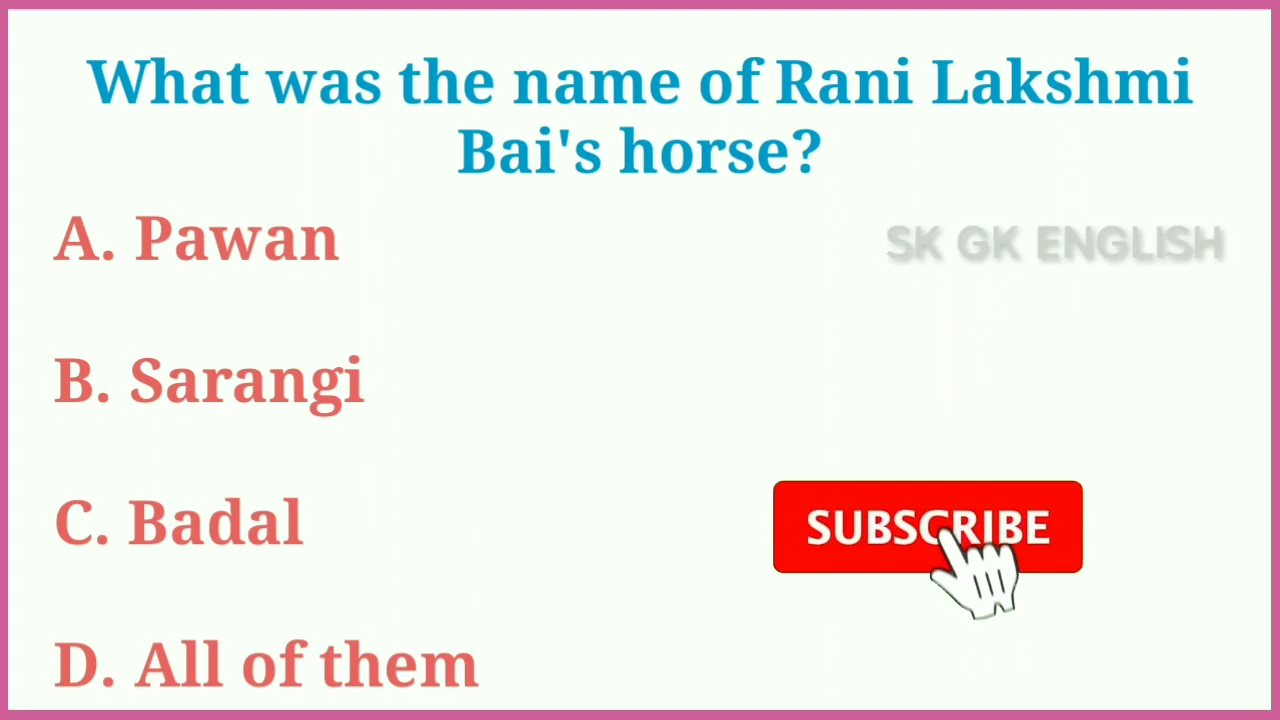 What was the name of Rani Lakshmi
Bai's horse?
A. Pawan
SK GK ENGLISH
B. Sarangi
C. Badal
SUBSCRIBE
D. All of them